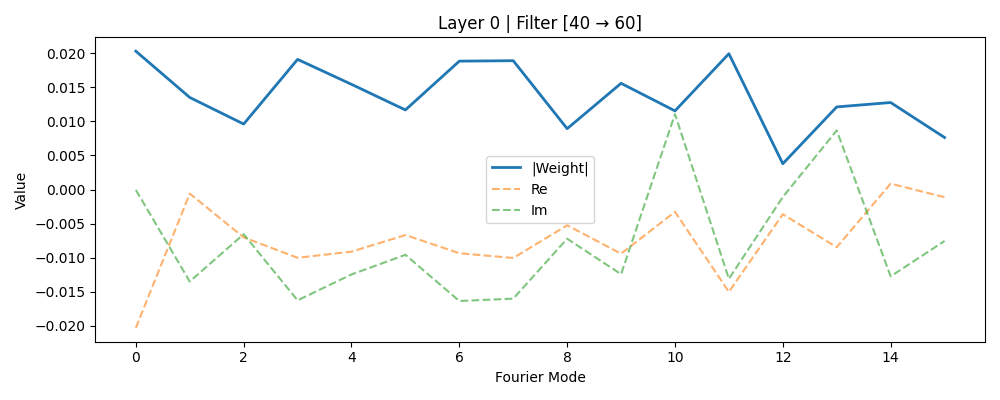 Layer 0 | Filter [40 → 60]
0.020
0.015
0.010
0.005
0.000
−0.005
−0.010
−0.015
−0.020
Value
|Weight|
Re
Im
0 2 4 6 8 10 12 14
Fourier Mode